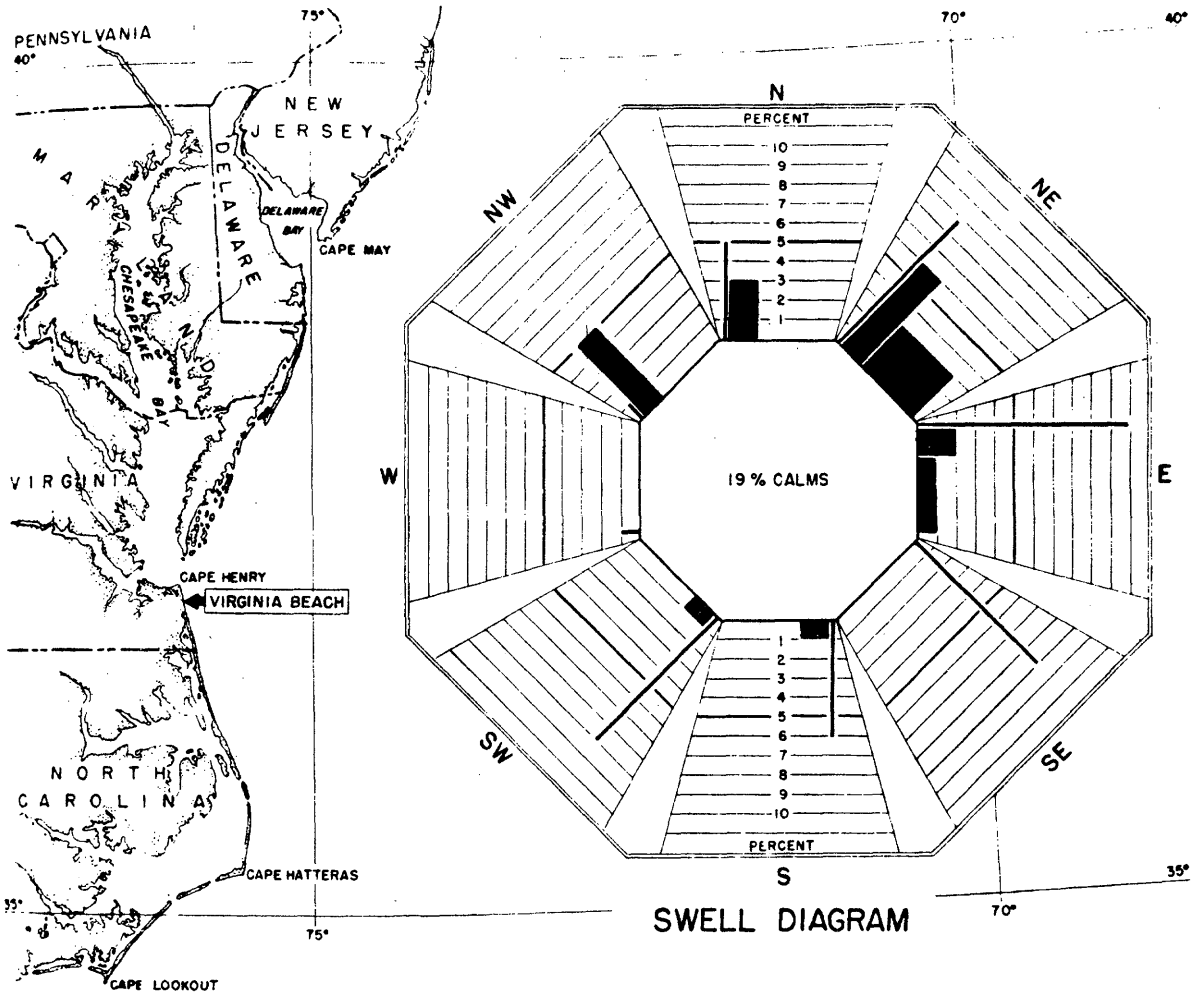 75°
PENNSYLVANIA
40°
NEW
JERSEY
MARYLAND
DELAWARE
DELAWARE
BAY
CAPE MAY
CHESAPEAKE
BAY
VIRGINIA
CAPE HENRY
VIRGINIA BEACH
NORTH
CAROLINA
CAPE HATTERAS
35°
75°
CAPE LOOKOUT
70°
40°
N
PERCENT
10
9
8
7
6
5
4
3
2
1
NW
NE
W
19% CALMS
E
1
2
3
4
5
6
7
8
9
10
PERCENT
SW
SE
S
35°
70°
SWELL DIAGRAM